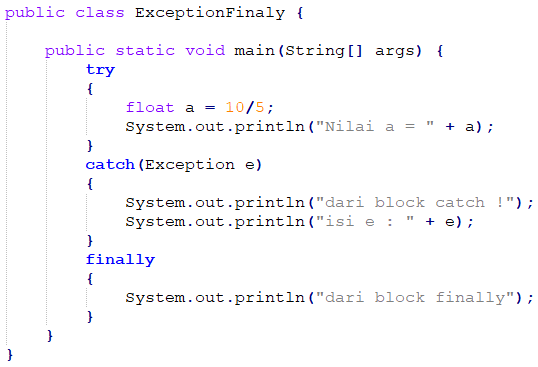 public class ExceptionFinaly {
public static void main(String[] args) {
try
{
float a = 10/5;
System.out.println("Nilai a = " + a);
}
catch(Exception e)
{
System.out.println("dari block catch !");
System.out.println("isi e : " + e);
}
finally
{
System.out.println("dari block finally");
}
}
}